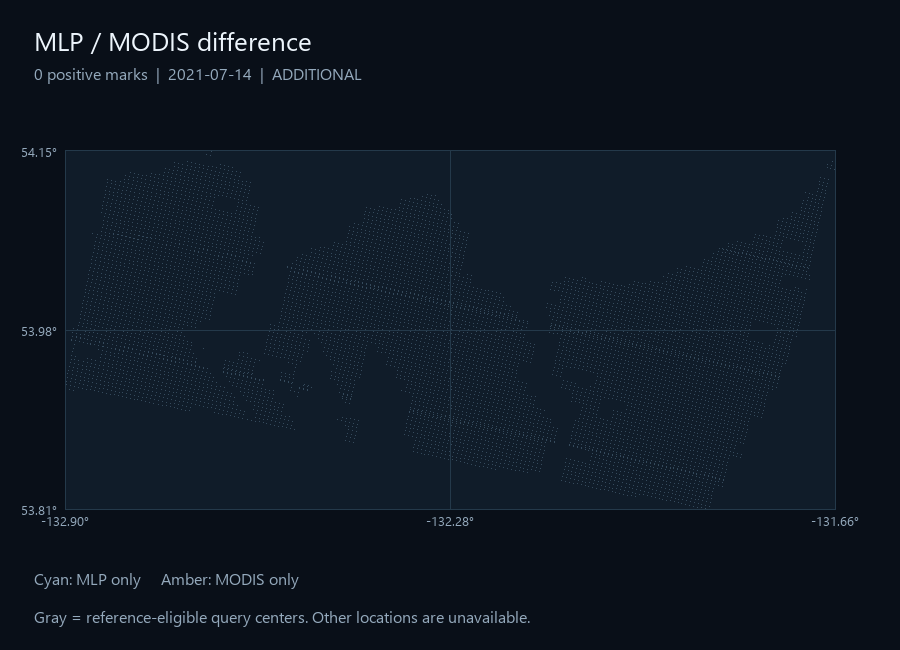 MLP / MODIS difference
0 positive marks | 2021-07-14 | ADDITIONAL
54.15°
53.98°
53.81°
-132.90° -132.28° -131.66°
Cyan: MLP only Amber: MODIS only
Gray = reference-eligible query centers. Other locations are unavailable.